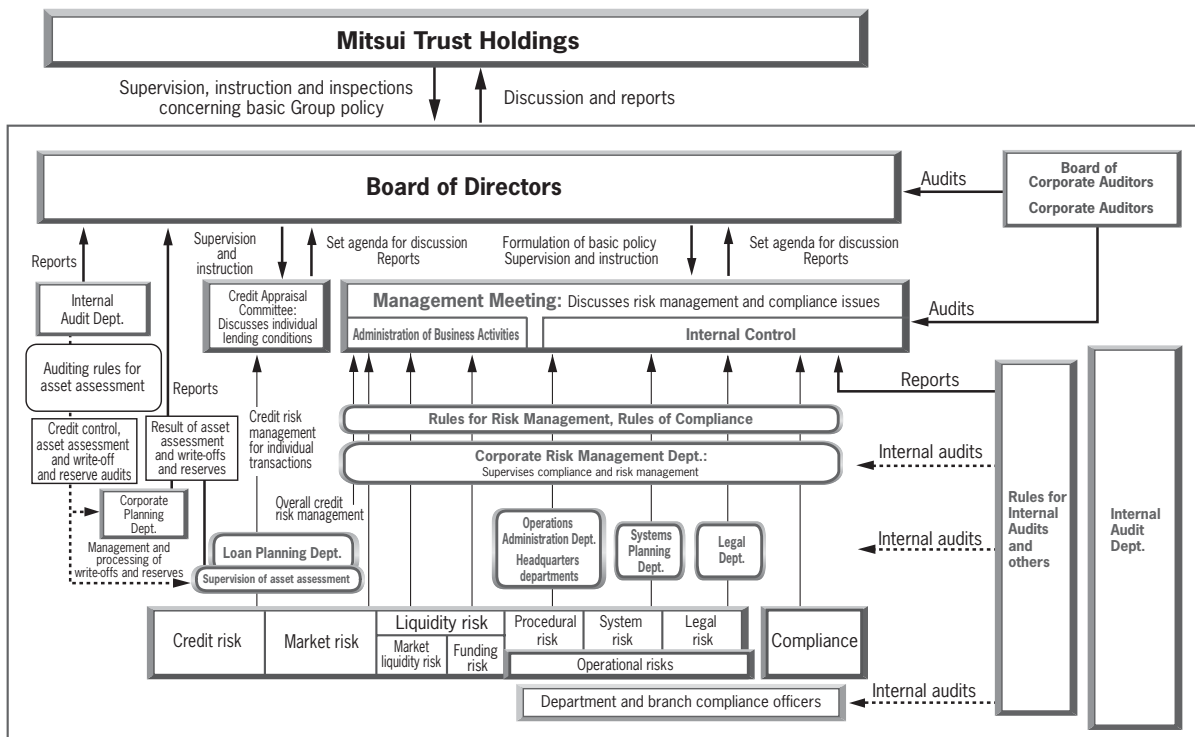 Mitsui Trust Holdings
Supervision, instruction and inspections
concerning basic Group policy
Discussion and reports
Board of Directors
Audits
Board of
Corporate Auditors
Corporate Auditors
Reports
Supervision
and
instruction
Set agenda for discussion
Reports
Formulation of basic policy
Supervision and instruction
Set agenda for discussion
Reports
Internal
Audit Dept.
Credit Appraisal
Committee:
Discusses individual
lending conditions
Management Meeting: Discusses risk management and compliance issues
Administration of Business Activities
Internal Control
Audits
Auditing rules for
asset assessment
Reports
Reports
Credit control,
asset assessment
and write-off
and reserve audits
Result of asset
assessment
and write-offs
and reserves
Credit risk
management
for individual
transactions
Rules for Risk Management, Rules of Compliance
Corporate Risk Management Dept.:
Supervises compliance and risk management
Internal audits
Corporate
Planning
Dept.
Overall credit
risk management
Management and
processing of
write-offs and reserves
Loan Planning Dept.
Supervision of asset assessment
Operations
Administration Dept.
Headquarters
departments
Systems
Planning
Dept.
Legal
Dept.
Internal audits
Rules for
Internal
Audits
and
others
Internal
Audit
Dept.
Credit risk
Market risk
Liquidity risk
Market
liquidity risk
Funding
risk
Procedural
risk
System
risk
Legal
risk
Operational risks
Compliance
Department and branch compliance officers
Internal audits